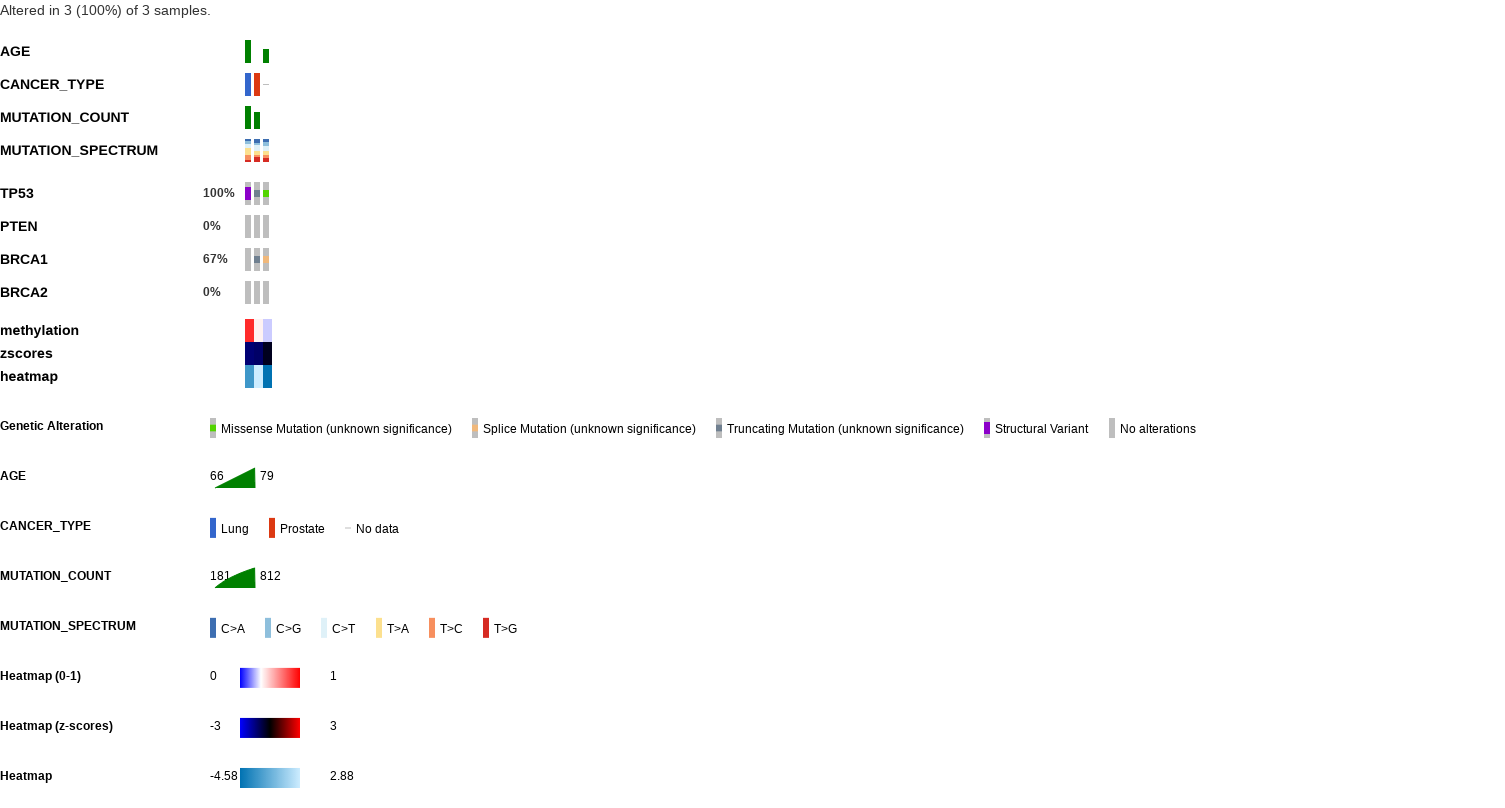 Altered in 3 (100%) of 3 samples.
AGE
CANCER_TYPE
MUTATION_COUNT
MUTATION_SPECTRUM
TP53 100%
PTEN 0%
BRCA1 67%
BRCA2 0%
methylation
zscores
heatmap
Genetic Alteration Missense Mutation (unknown significance) Splice Mutation (unknown significance) Truncating Mutation (unknown significance) Structural Variant No alterations
AGE 66 79
CANCER_TYPE Lung Prostate No data
MUTATION_COUNT 181 812
MUTATION_SPECTRUM C>A C>G C>T T>A T>C T>G
Heatmap (0-1) 0 1
Heatmap (z-scores) -3 3
Heatmap -4.58 2.88